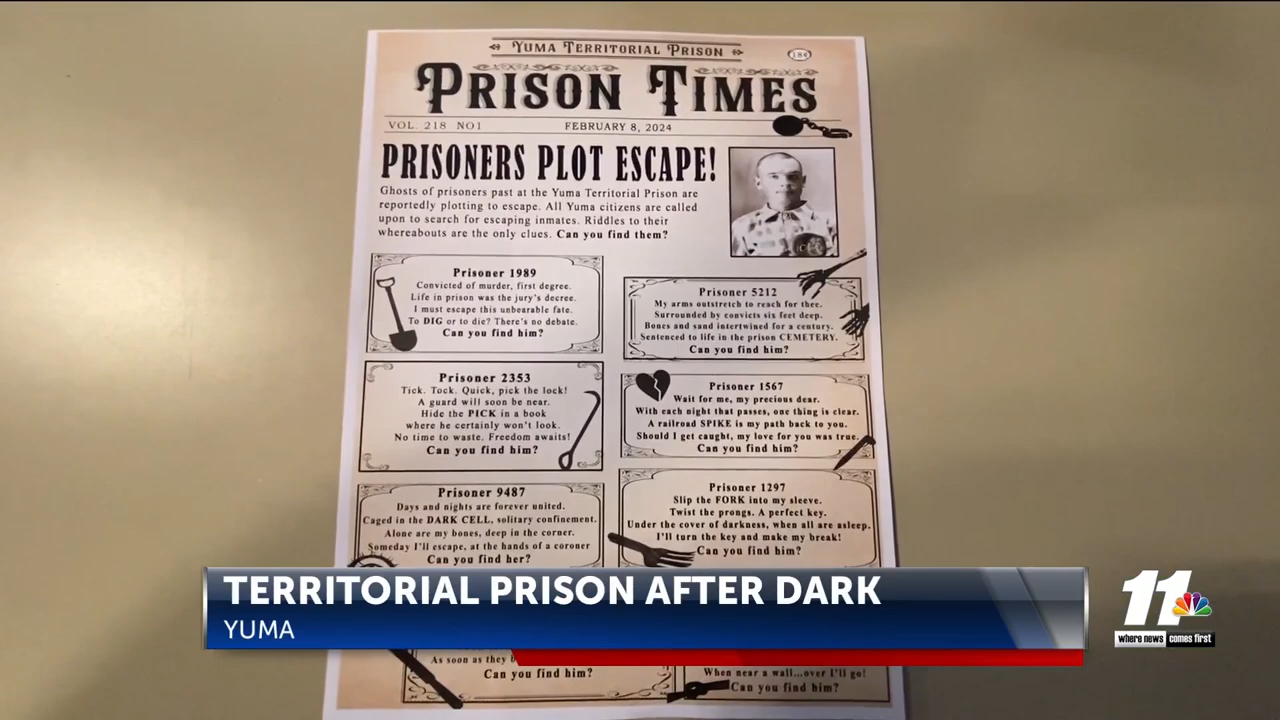 YUMA TERRITORIAL PRISON
18¢
PRISON TIMES
VOL. 218 NO1
FEBRUARY 8, 2024
PRISONERS PLOT ESCAPE!
Ghosts of prisoners past at the Yuma Territorial Prison are
reportedly plotting to escape. All Yuma citizens are called
upon to search for escaping inmates. Riddles to their
whereabouts are the only clues. Can you find them?
Prisoner 1989
Convicted of murder, first degree.
Life in prison was the jury's decree.
I must escape this unbearable fate.
To DIG or to die? There's no debate.
Can you find him?
Prisoner 5212
My arms outstretch to reach for thee.
Surrounded by convicts six feet deep.
Bones and sand intertwined for a century.
Sentenced to life in the prison CEMETERY.
Can you find him?
Prisoner 2353
Tick. Tock. Quick, pick the lock!
A guard will soon be near.
Hide the PICK in a book
where he certainly won't look.
No time to waste. Freedom awaits!
Can you find him?
Prisoner 1567
Wait for me, my precious dear.
With each night that passes, one thing is clear.
A railroad SPIKE is my path back to you.
Should I get caught, my love for you was true.
Can you find him?
Prisoner 9487
Days and nights are forever united.
Caged in the DARK CELL, solitary confinement.
Alone are my bones, deep in the corner.
Someday I'll escape, at the hands of a coroner
Can you find her?
Prisoner 1297
Slip the FORK into my sleeve.
Twist the prongs. A perfect key.
Under the cover of darkness, when all are asleep.
I'll turn the key and make my break!
Can you find him?
As soon as they
Can you find him?
When near a wall...over I'll go!
Can you find him?
TERRITORIAL PRISON AFTER DARK
YUMA
11
where news comes first